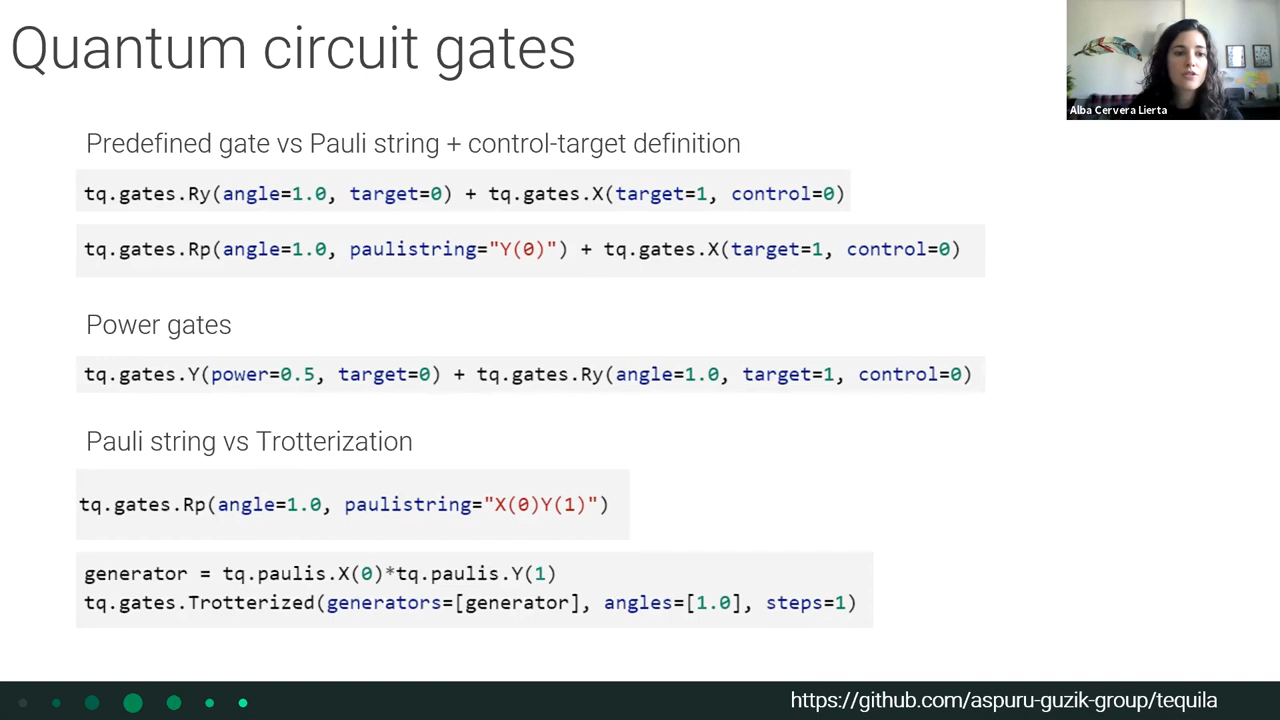 Quantum circuit gates
Alba Cervera Lierta
Predefined gate vs Pauli string + control-target definition
tq.gates.Ry(angle=1.0, target=0) + tq.gates.X(target=1, control=0)
tq.gates.Rp(angle=1.0, paulistring="Y(0)") + tq.gates.X(target=1, control=0)
Power gates
tq.gates.Y(power=0.5, target=0) + tq.gates.Ry(angle=1.0, target=1, control=0)
Pauli string vs Trotterization
tq.gates.Rp(angle=1.0, paulistring="X(0)Y(1)")
generator = tq.paulis.X(0)*tq.paulis.Y(1)
tq.gates.Trotterized(generators=[generator], angles=[1.0], steps=1)
https://github.com/aspuru-guzik-group/tequila